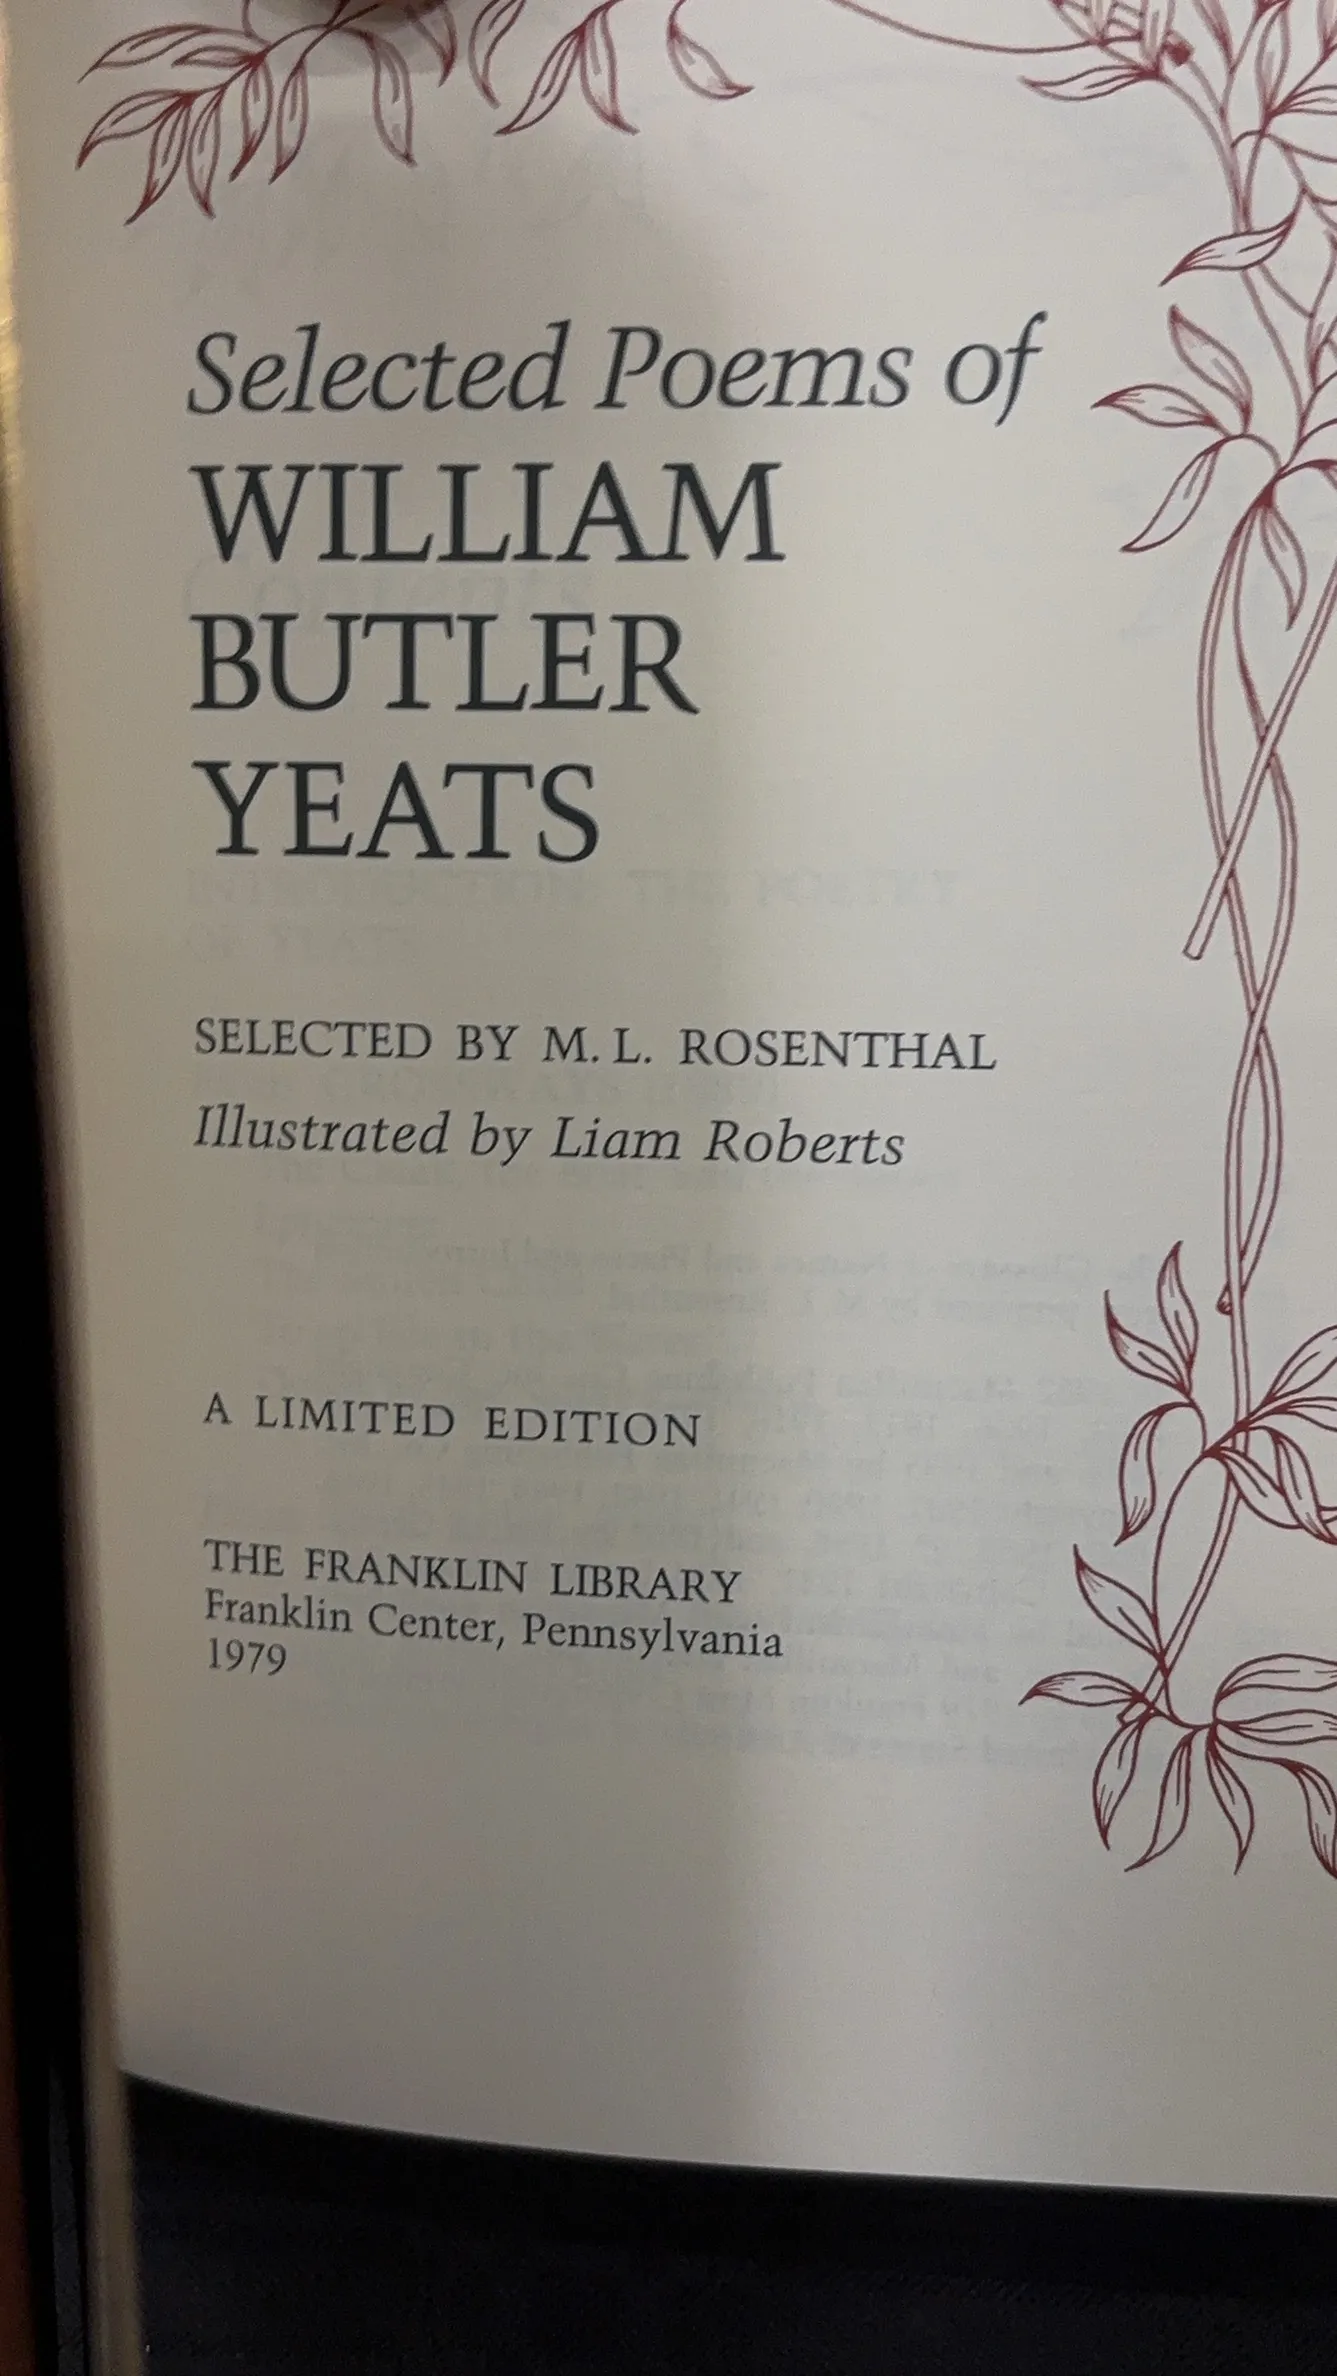 Selected Poems of
WILLIAM
BUTLER
YEATS
SELECTED BY M. L. ROSENTHAL
Illustrated by Liam Roberts
A LIMITED EDITION
THE FRANKLIN LIBRARY
Franklin Center, Pennsylvania
1979